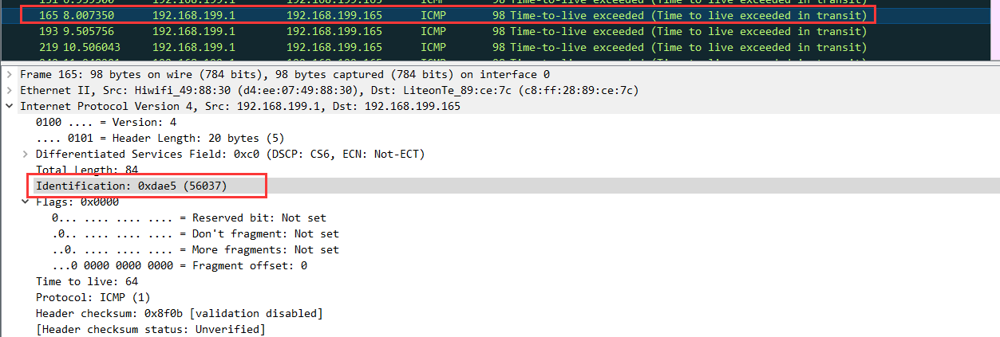 165 8.007350 192.168.199.1 192.168.199.165 ICMP 98 Time-to-live exceeded (Time to live exceeded in transit)
193 9.505756 192.168.199.1 192.168.199.165 ICMP 98 Time-to-live exceeded (Time to live exceeded in transit)
219 10.506043 192.168.199.1 192.168.199.165 ICMP 98 Time-to-live exceeded (Time to live exceeded in transit)
Frame 165: 98 bytes on wire (784 bits), 98 bytes captured (784 bits) on interface 0
Ethernet II, Src: Hiwifi_49:88:30 (d4:ee:07:49:88:30), Dst: LiteonTe_89:ce:7c (c8:ff:28:89:ce:7c)
Internet Protocol Version 4, Src: 192.168.199.1, Dst: 192.168.199.165
0100 .... = Version: 4
.... 0101 = Header Length: 20 bytes (5)
Differentiated Services Field: 0xc0 (DSCP: CS6, ECN: Not-ECT)
Total Length: 84
Identification: 0xdae5 (56037)
Flags: 0x0000
0... .... .... .... = Reserved bit: Not set
.0.. .... .... .... = Don't fragment: Not set
..0. .... .... .... = More fragments: Not set
...0 0000 0000 0000 = Fragment offset: 0
Time to live: 64
Protocol: ICMP (1)
Header checksum: 0x8f0b [validation disabled]
[Header checksum status: Unverified]